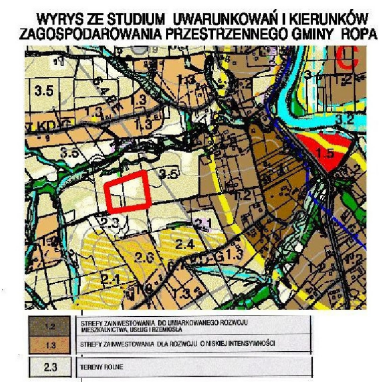 WYRYS ZE STUDIUM UWARUNKOWAŃ I KIERUNKÓW
ZAGOSPODAROWANIA PRZESTRZENNEGO GMINY ROPA
C
3.5
1.3
1.3
3.5
3.5
1.5
3.2
2.3
2.1
2.4
2.6
1.3
2.1
1.2 STREFY ZAINWESTOWANIA DO UMIARKOWANEGO ROZWOJU
MIESZKALNICTWA, USŁUG I RZEMIOSŁA
1.3 STREFY ZAINWESTOWANIA DLA ROZWOJU O NISKIEJ INTENSYWNOŚCI
2.3 TERENY ROLNE